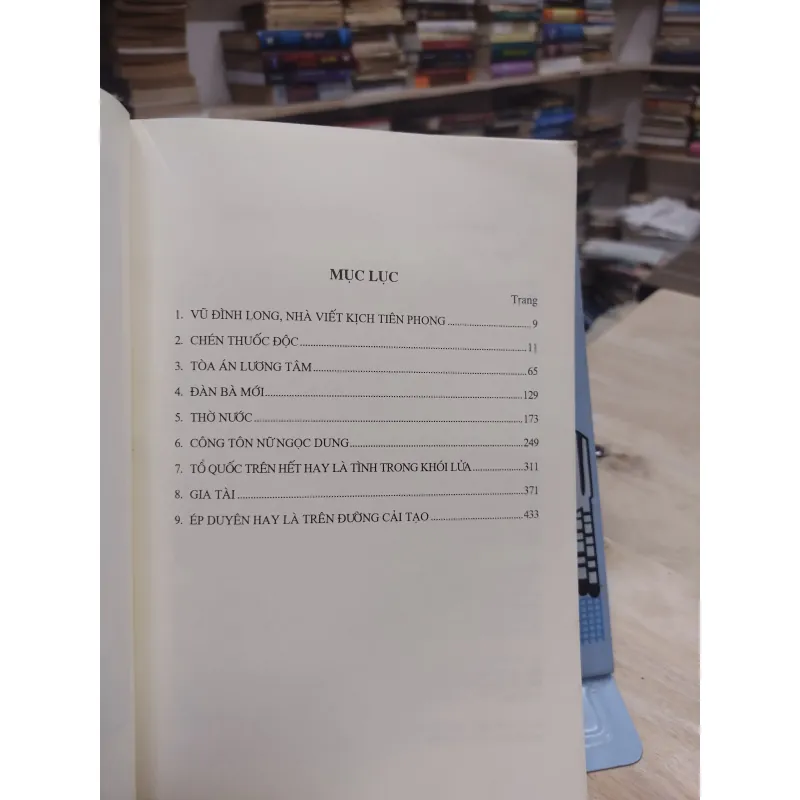 MỤC LỤC
Trang
1. VŨ ĐÌNH LONG, NHÀ VIẾT KỊCH TIÊN PHONG 9
2. CHÉN THUỐC ĐỘC 11
3. TÒA ÁN LƯƠNG TÂM 65
4. ĐÀN BÀ MỚI 129
5. THỜ NƯỚC 173
6. CÔNG TÔN NỮ NGỌC DUNG 249
7. TỔ QUỐC TRÊN HẾT HAY LÀ TÌNH TRONG KHÓI LỬA 311
8. GIA TÀI 371
9. ÉP DUYÊN HAY LÀ TRÊN ĐƯỜNG CẢI TẠO 433